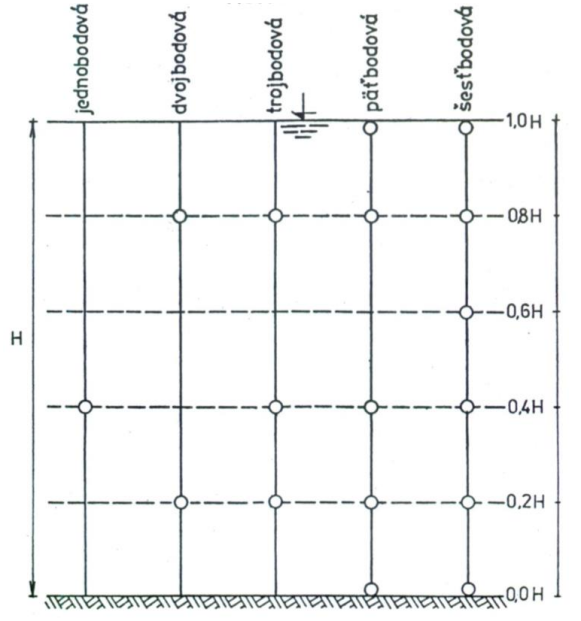 jednobodová
dvojbodová
trojbodová
päťbodová
šesťbodová
1,0H
0,8H
0,6H
H
0,4H
0,2H
0,0H